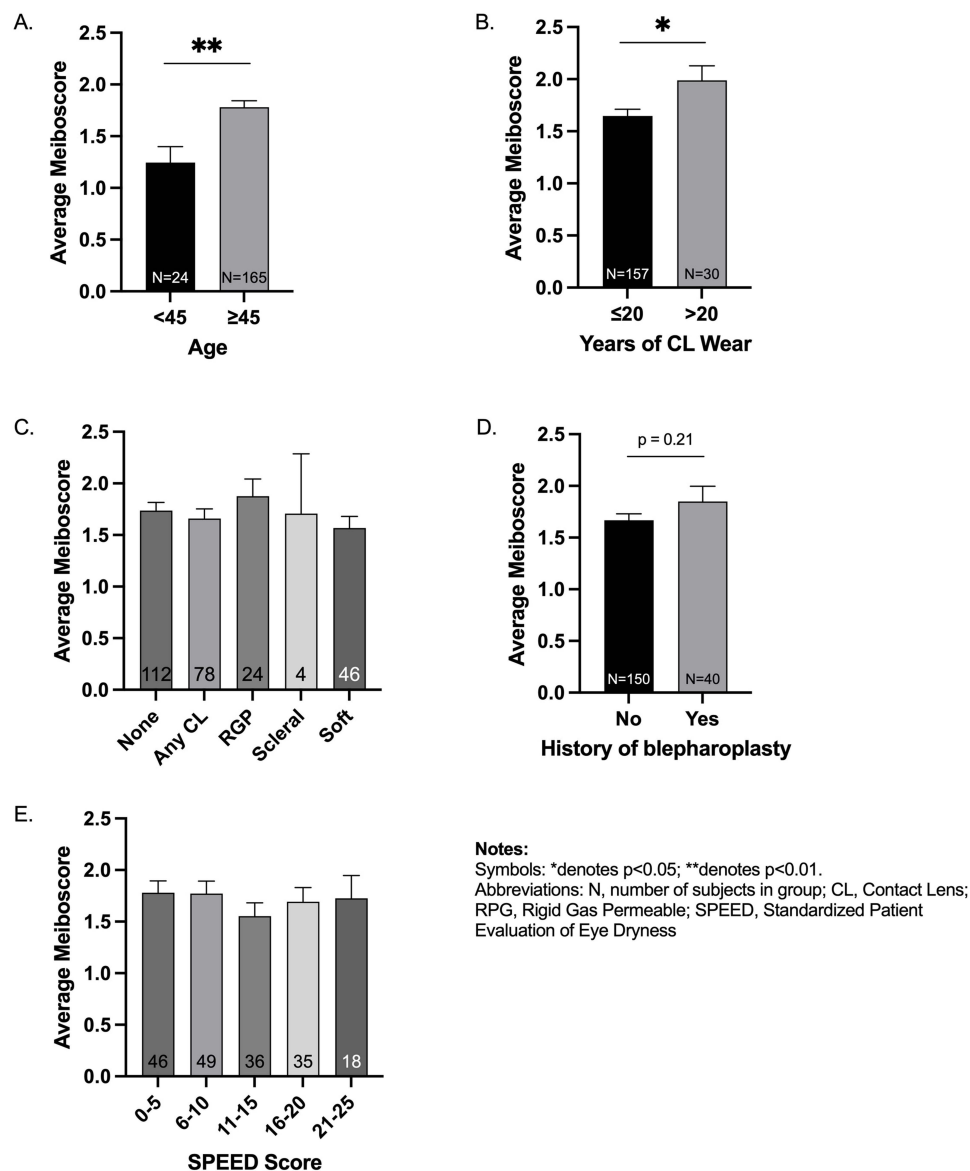 A.
**
Average Meiboscore
2.5
2.0
1.5
1.0
0.5
0.0
N=24
N=165
<45
≥45
Age
B.
*
Average Meiboscore
2.5
2.0
1.5
1.0
0.5
0.0
N=157
N=30
≤20
>20
Years of CL Wear
C.
Average Meiboscore
2.5
2.0
1.5
1.0
0.5
0.0
112
78
24
4
46
None
Any CL
RGP
Scleral
Soft
D.
p = 0.21
Average Meiboscore
2.5
2.0
1.5
1.0
0.5
0.0
N=150
N=40
No
Yes
History of blepharoplasty
E.
Average Meiboscore
2.5
2.0
1.5
1.0
0.5
0.0
46
49
36
35
18
0-5
6-10
11-15
16-20
21-25
SPEED Score
Notes:
Symbols: *denotes p<0.05; **denotes p<0.01.
Abbreviations: N, number of subjects in group; CL, Contact Lens;
RPG, Rigid Gas Permeable; SPEED, Standardized Patient
Evaluation of Eye Dryness